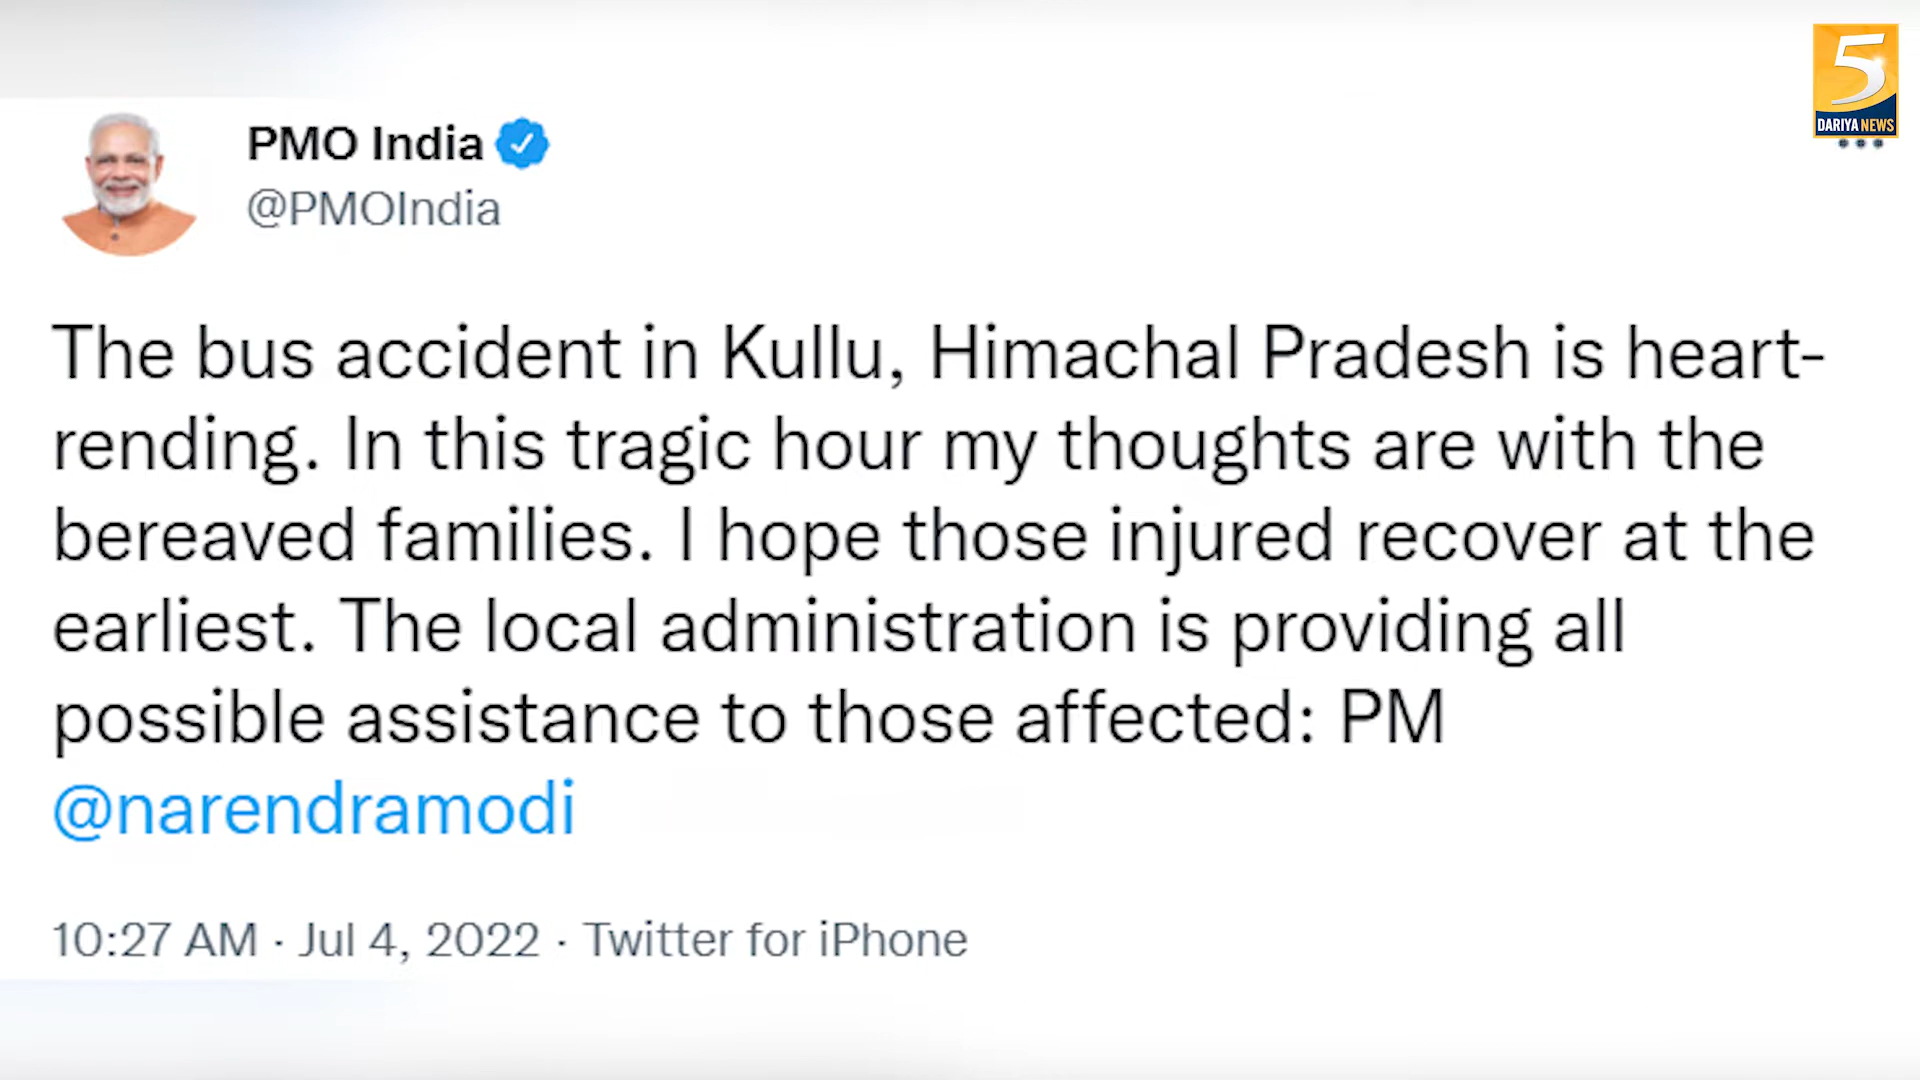 5
DARIYA NEWS
PMO India
@PMOIndia
The bus accident in Kullu, Himachal Pradesh is heart-
rending. In this tragic hour my thoughts are with the
bereaved families. I hope those injured recover at the
earliest. The local administration is providing all
possible assistance to those affected: PM
@narendramodi
10:27 AM · Jul 4, 2022 · Twitter for iPhone